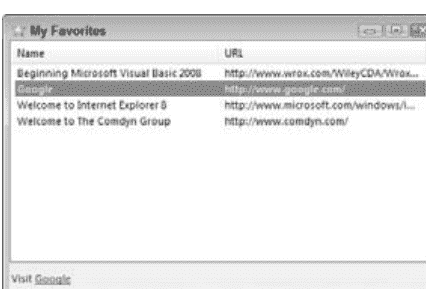 My Favorites
Name URL
Beginning Microsoft Visual Basic 2008 http://www.wrox.com/WileyCDA/Wrox...
Google http://www.google.com/
Welcome to Internet Explorer 8 http://www.microsoft.com/windows/i...
Welcome to The Comdyn Group http://www.comdyn.com/
Visit Google